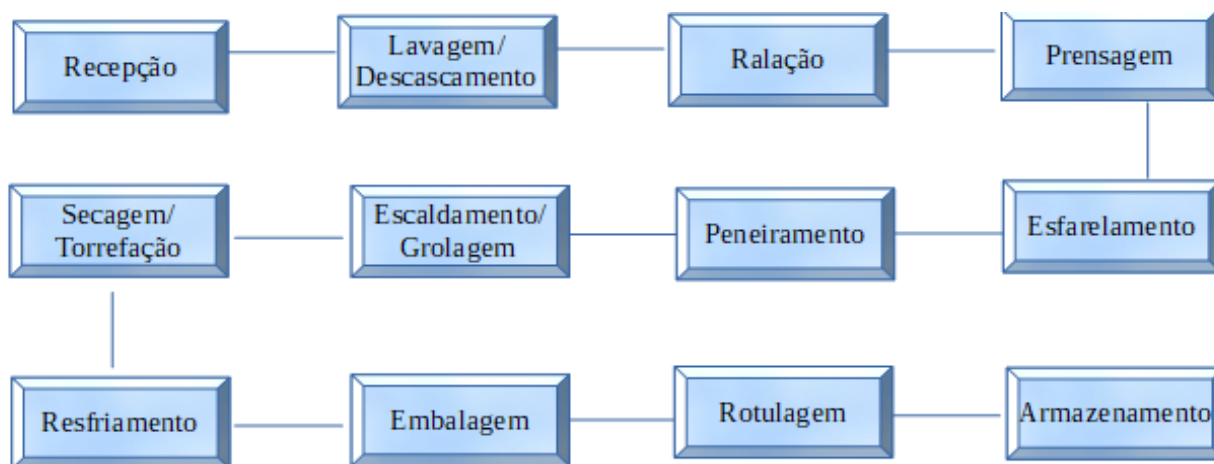 Recepção
Lavagem/
Descascamento
Ralação
Prensagem
Esfarelamento
Peneiramento
Escaldamento/
Grolagem
Secagem/
Torrefação
Resfriamento
Embalagem
Rotulagem
Armazenamento